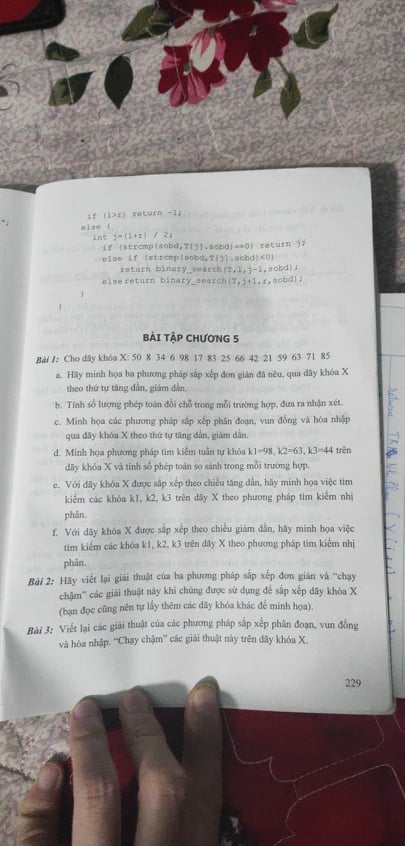 if (l>r) return -1;
else {
int j=(l+r) / 2;
if (strcmp(sobd,T[j].sobd)==0) return j;
else if (strcmp(sobd,T[j].sobd)<0)
return binary_search(T,l,j-1,sobd);
else return binary_search(T,j+1,r,sobd);
}
}
BÀI TẬP CHƯƠNG 5
Bài 1: Cho dãy khóa X: 50 8 34 6 98 17 83 25 66 42 21 59 63 71 85
a. Hãy minh họa ba phương pháp sắp xếp đơn giản đã nêu, qua dãy khóa X
theo thứ tự tăng dần, giảm dần.
b. Tính số lượng phép toán đổi chỗ trong mỗi trường hợp, đưa ra nhận xét.
c. Minh họa các phương pháp sắp xếp phân đoạn, vun đống và hòa nhập
qua dãy khóa X theo thứ tự tăng dần, giảm dần.
d. Minh họa phương pháp tìm kiếm tuần tự khóa k1=98, k2=63, k3=44 trên
dãy khóa X và tính số phép toán so sánh trong mỗi trường hợp.
e. Với dãy khóa X được sắp xếp theo chiều tăng dần, hãy minh họa việc tìm
kiếm các khóa k1, k2, k3 trên dãy X theo phương pháp tìm kiếm nhị
phân.
f. Với dãy khóa X được sắp xếp theo chiều giảm dần, hãy minh họa việc
tìm kiếm các khóa k1, k2, k3 trên dãy X theo phương pháp tìm kiếm nhị
phân.
Bài 2: Hãy viết lại giải thuật của ba phương pháp sắp xếp đơn giản và “chạy
chậm” các giải thuật này khi chúng được sử dụng để sắp xếp dãy khóa X
(bạn đọc cũng nên tự lấy thêm các dãy khóa khác để minh họa).
Bài 3: Viết lại các giải thuật của các phương pháp sắp xếp phân đoạn, vun đống
và hòa nhập. “Chạy chậm” các giải thuật này trên dãy khóa X.
229